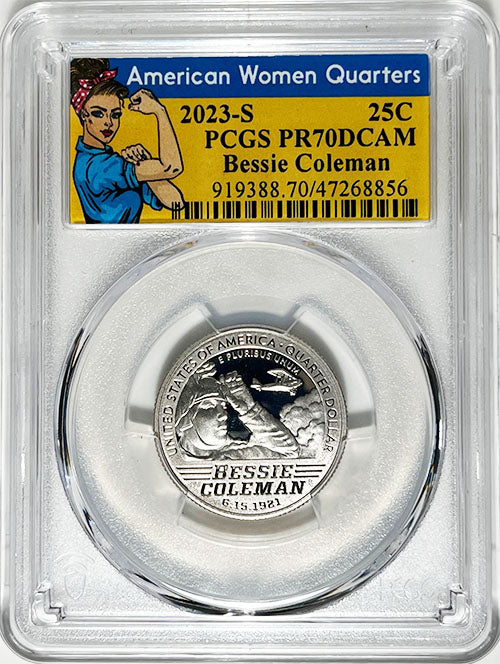 American Women Quarters
2023-S 25C
PCGS PR70DCAM
Bessie Coleman
919388.70/47268856
UNITED STATES OF AMERICA · QUARTER DOLLAR
E PLURIBUS UNUM
BESSIE
COLEMAN
6.15.1921